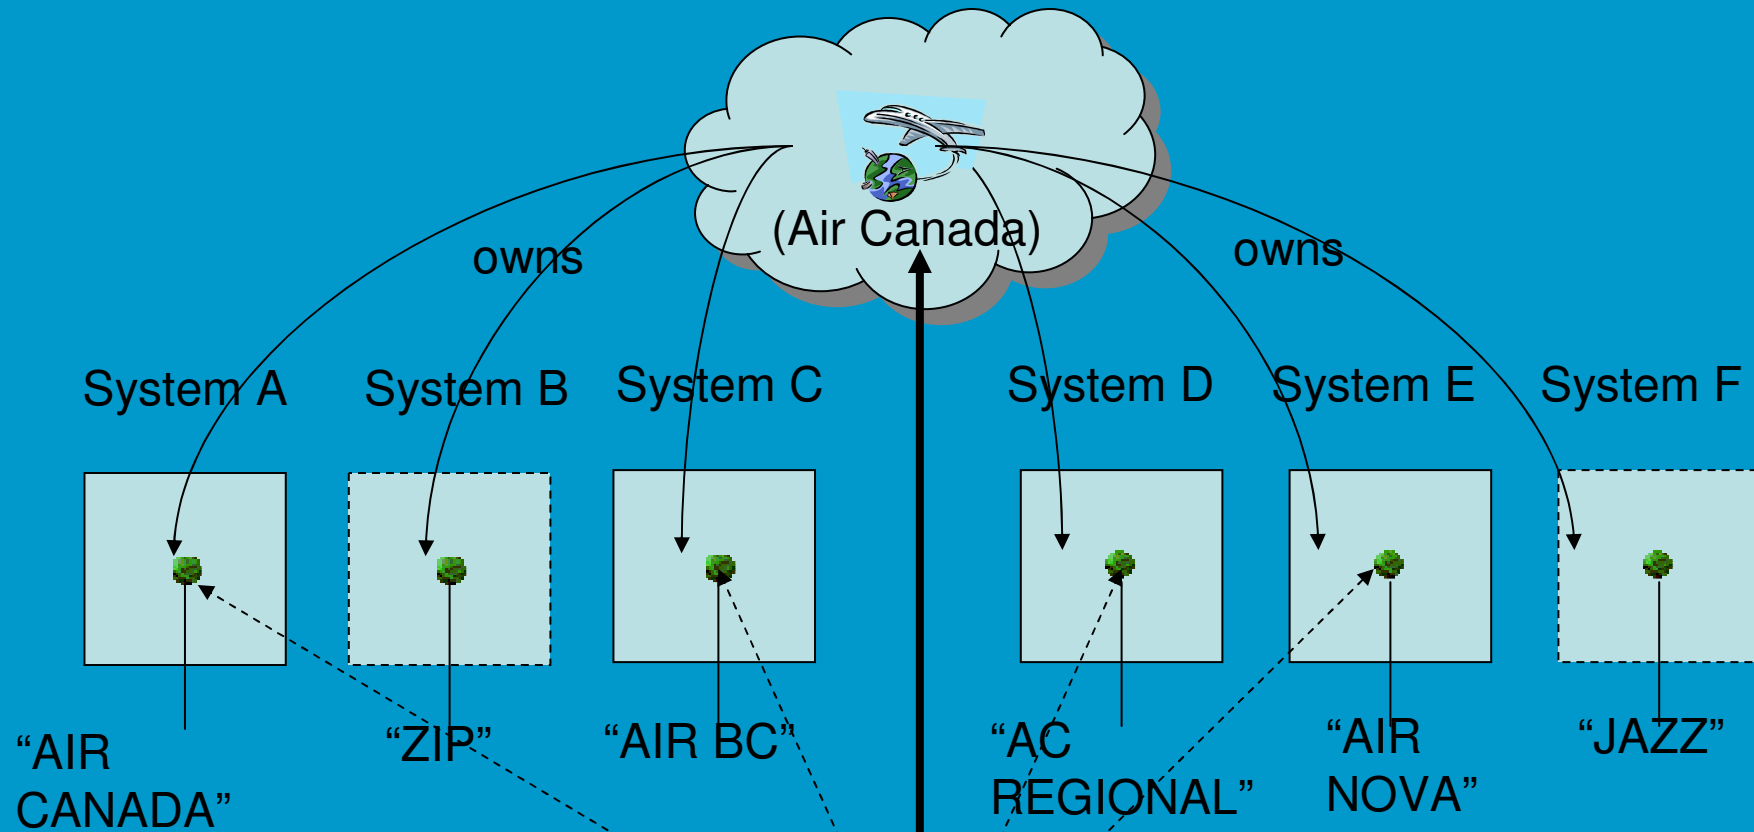 (Air Canada)
owns
owns
System A
System B
System C
System D
System E
System F
“AIR
CANADA”
“ZIP”
“AIR BC”
“AC
REGIONAL”
“AIR
NOVA”
“JAZZ”